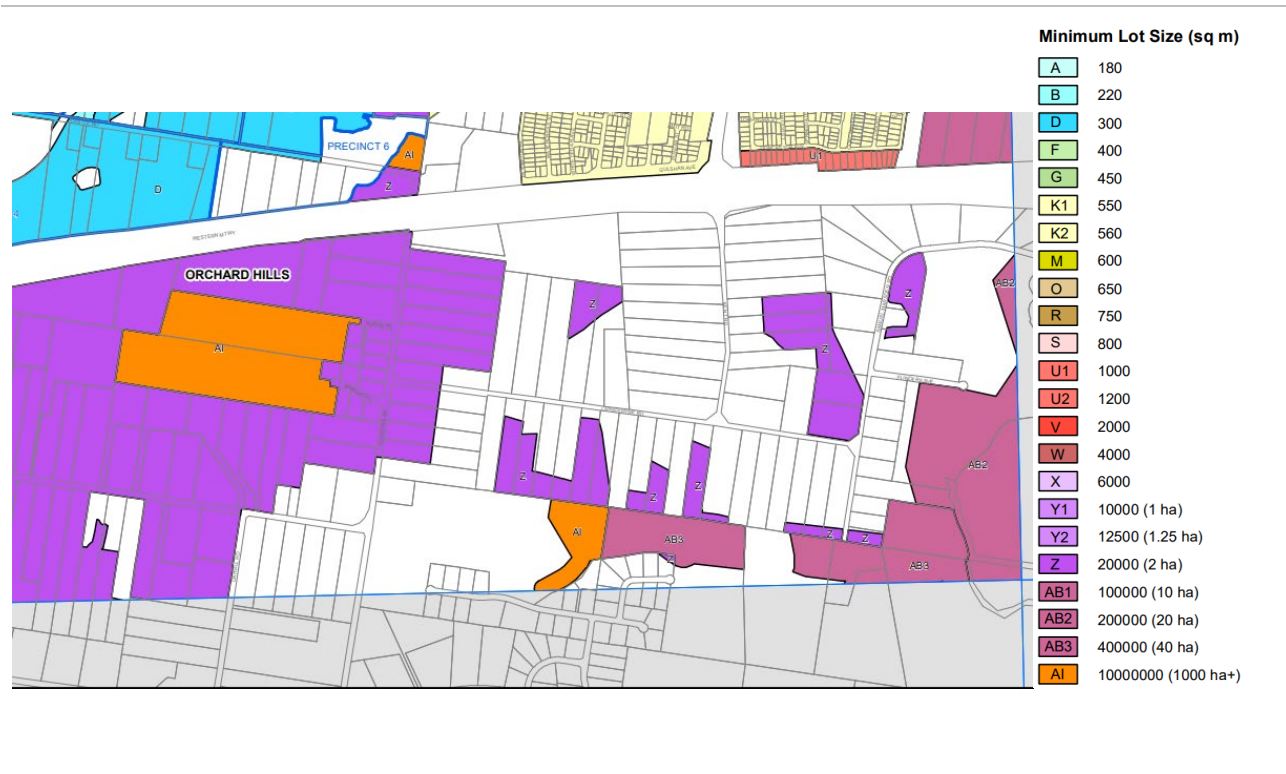 Minimum Lot Size (sq m)
A 180
B 220
D 300
F 400
G 450
K1 550
K2 560
M 600
O 650
R 750
S 800
U1 1000
U2 1200
V 2000
W 4000
X 6000
Y1 10000 (1 ha)
Y2 12500 (1.25 ha)
Z 20000 (2 ha)
AB1 100000 (10 ha)
AB2 200000 (20 ha)
AB3 400000 (40 ha)
AI 10000000 (1000 ha+)
PRECINCT 6
AI
U1
D
Z
4
WESTERN MTWY
ORCHARD HILLS
AB2
Z
Z
AI
Z
AB2
Z
Z
Z
AI
Z
Z
AB3
Z
AB3